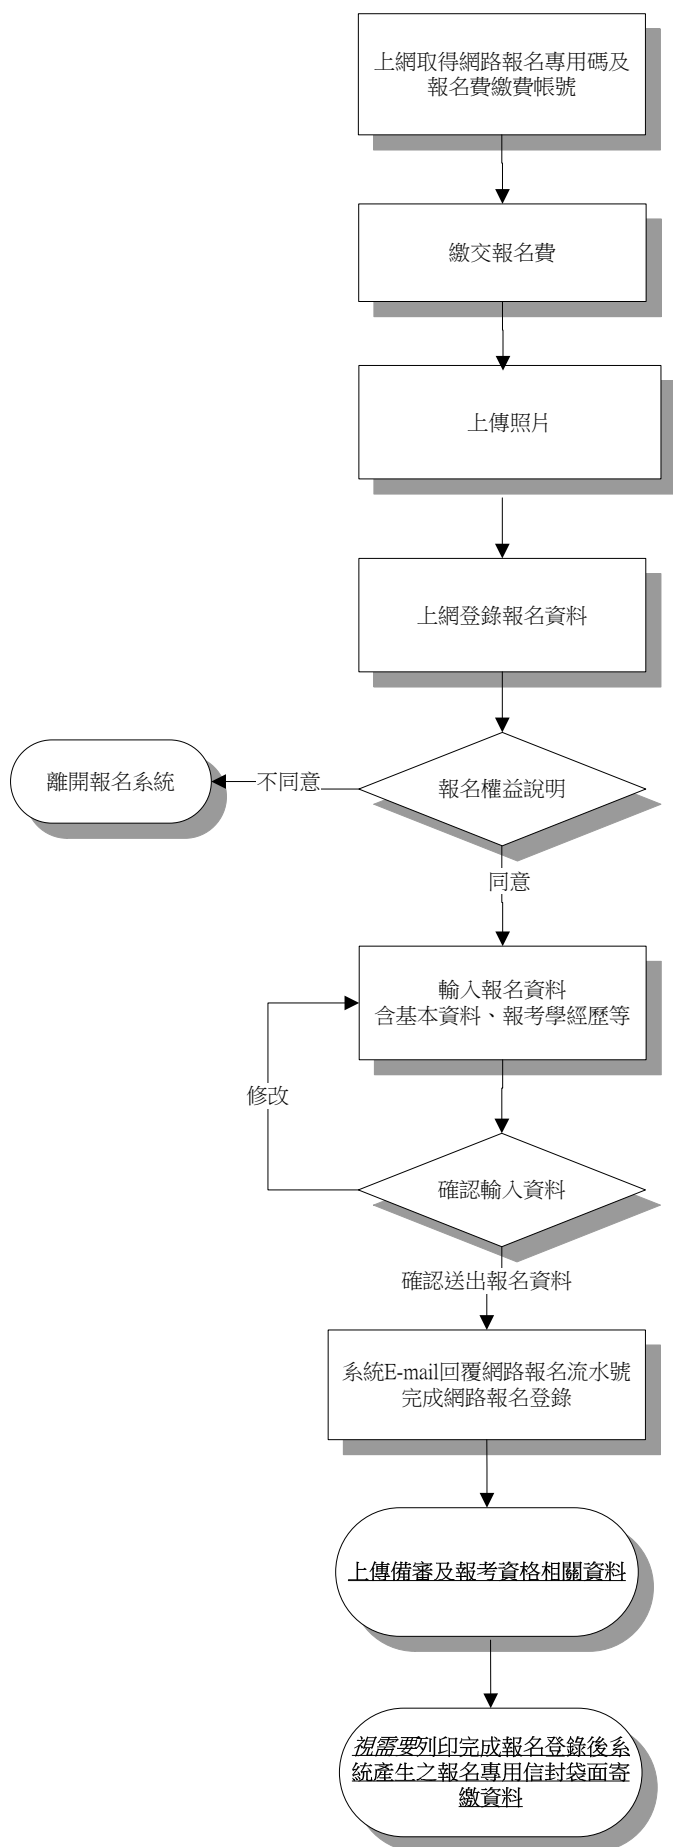 上網取得網路報名專用碼及
報名費繳費帳號
繳交報名費
上傳照片
上網登錄報名資料
離開報名系統
不同意
報名權益說明
同意
輸入報名資料
含基本資料、報考學經歷等
修改
確認輸入資料
確認送出報名資料
系統E-mail回覆網路報名流水號
完成網路報名登錄
上傳備審及報考資格相關資料
視需要列印完成報名登錄後系
統產生之報名專用信封袋面寄
繳資料